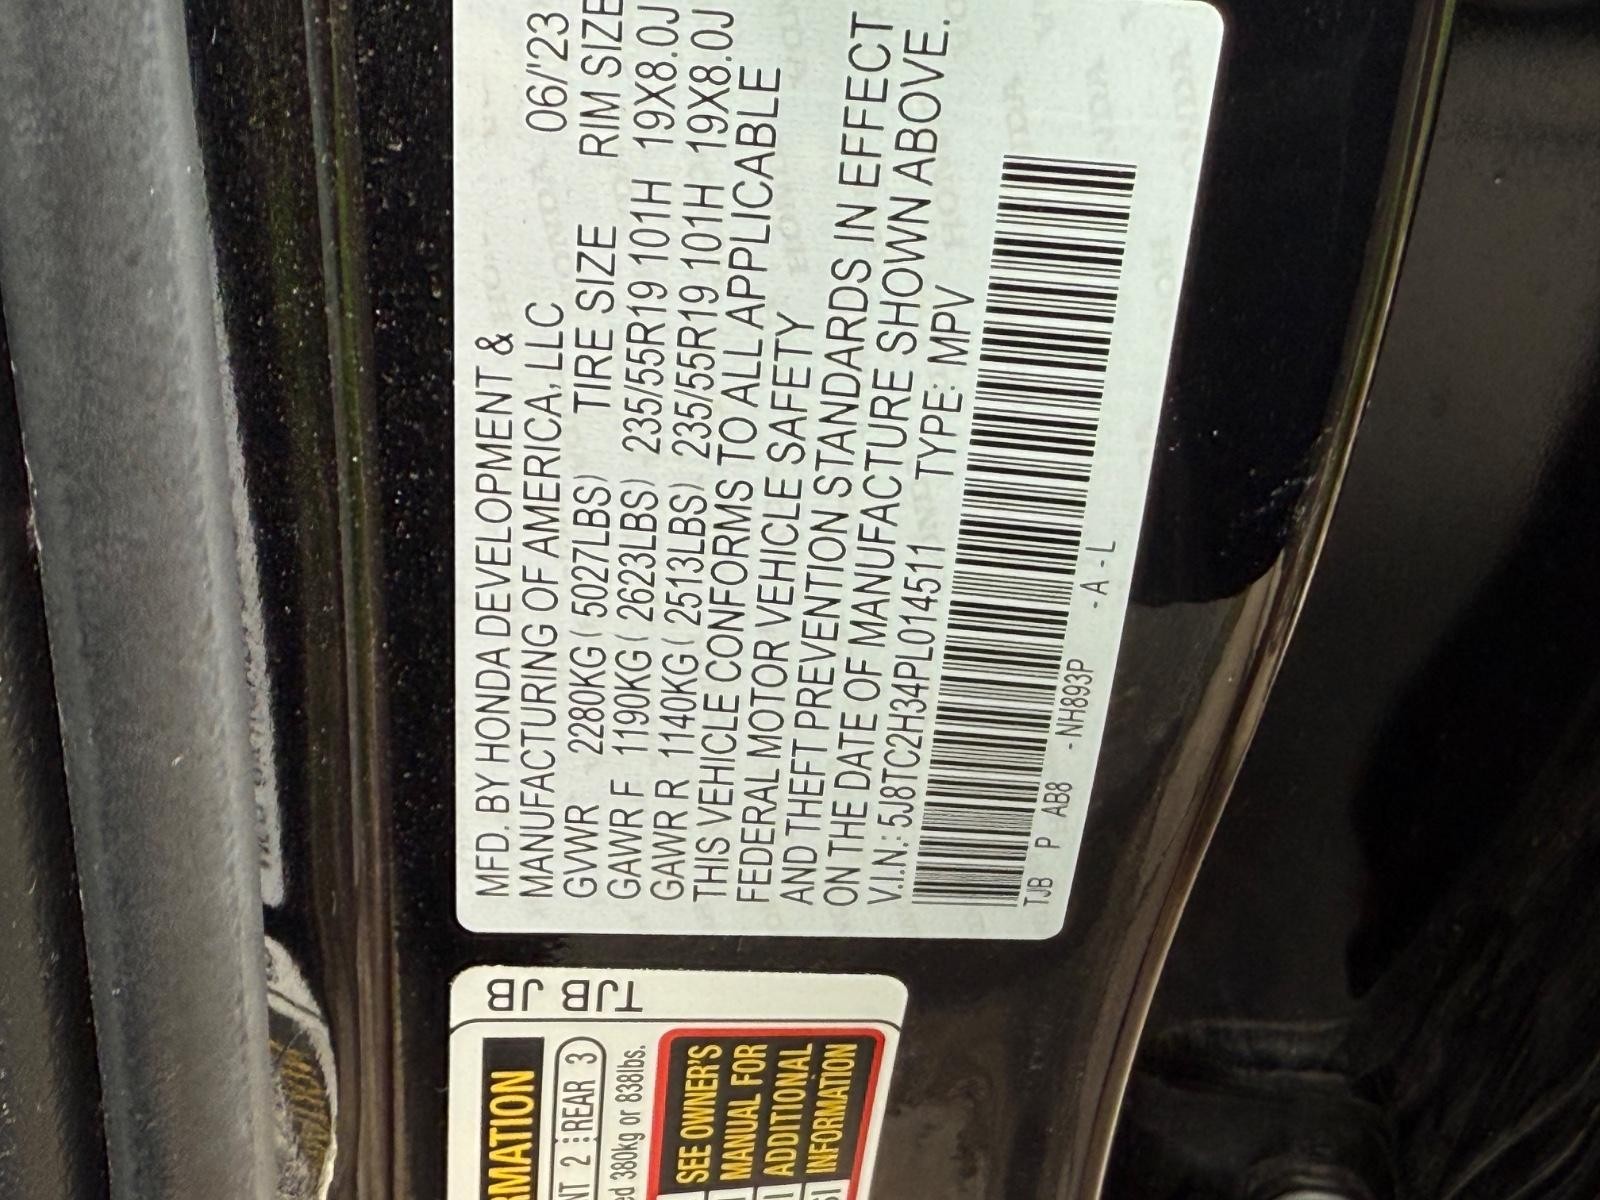 MFD. BY HONDA DEVELOPMENT &
MANUFACTURING OF AMERICA, LLC 06/'23
GVWR 2280KG ( 5027LBS) TIRE SIZE RIM SIZE
GAWR F 1190KG ( 2623LBS) 235/55R19 101H 19X8.0J
GAWR R 1140KG ( 2513LBS) 235/55R19 101H 19X8.0J
THIS VEHICLE CONFORMS TO ALL APPLICABLE
FEDERAL MOTOR VEHICLE SAFETY
AND THEFT PREVENTION STANDARDS IN EFFECT
ON THE DATE OF MANUFACTURE SHOWN ABOVE.
V.I.N.: 5J8TC2H34PL014511 TYPE: MPV
TJB P AB8 - NH893P - A - L
TJB
JB
RMATION
NT 2 REAR 3
ed 380kg or 838lbs.
SEE OWNER'S
MANUAL FOR
ADDITIONAL
INFORMATION